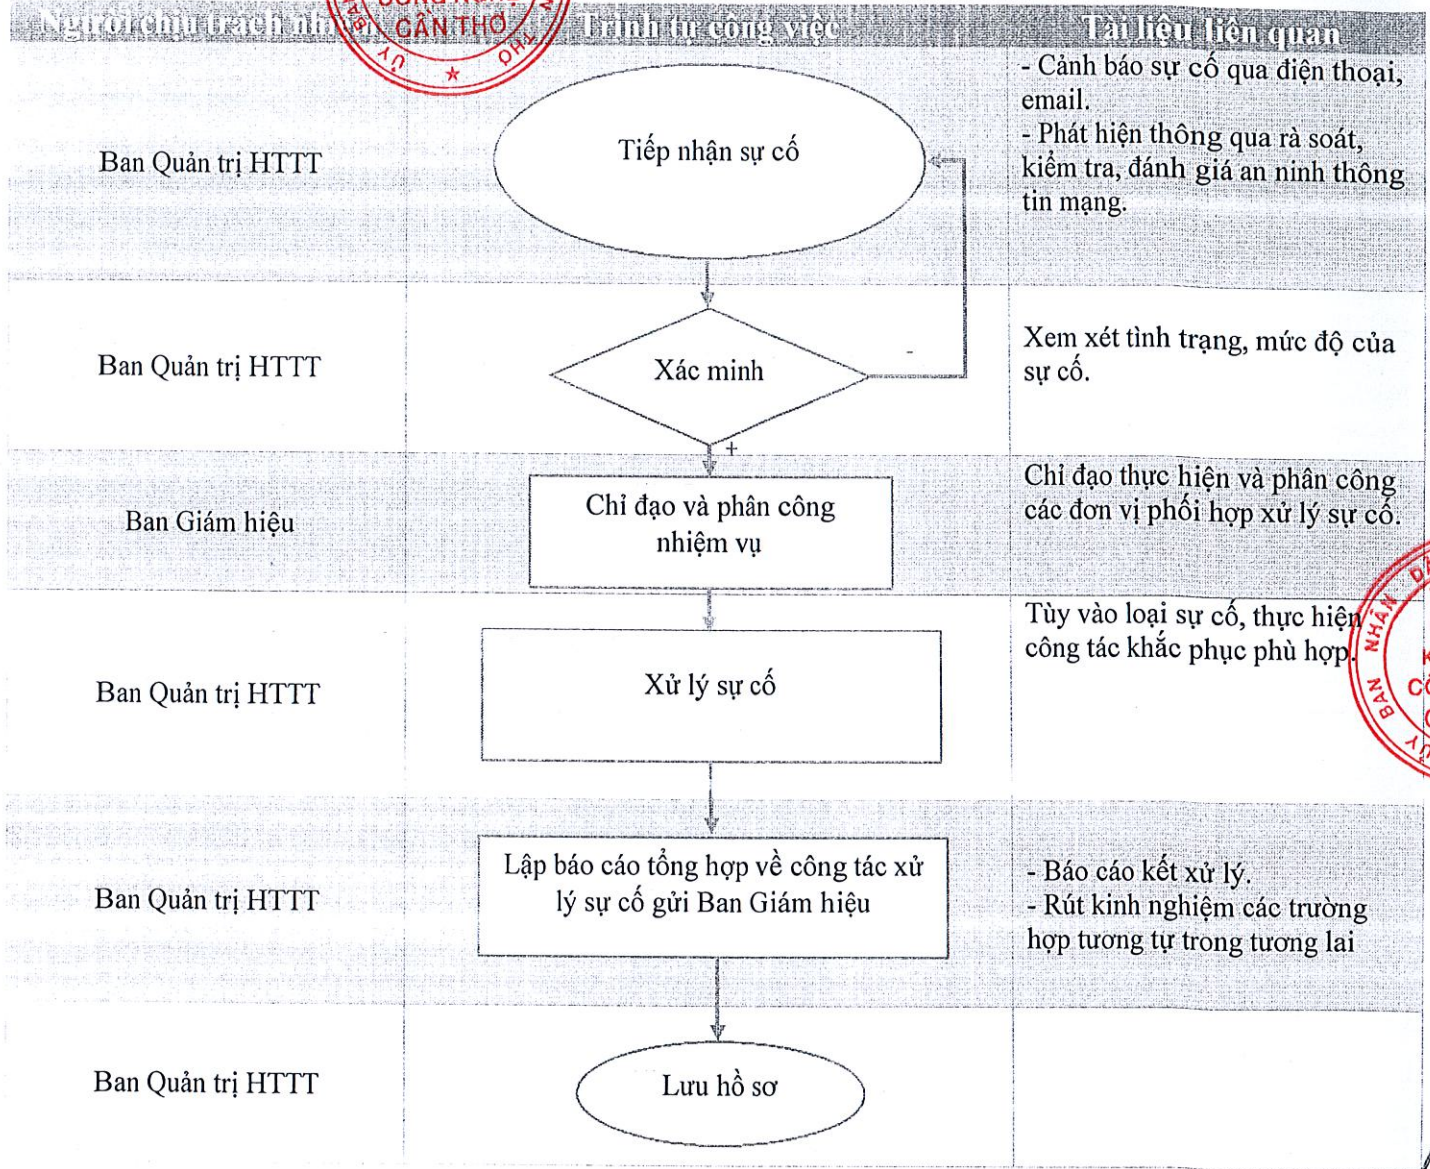 Người chịu trách nh
Trình tự công việc
Tài liệu liên quan
CẦN THƠ
ỦY BAN
THƠ
Ban Quản trị HTTT
Tiếp nhận sự cố
- Cảnh báo sự cố qua điện thoại,
email.
- Phát hiện thông qua rà soát,
kiểm tra, đánh giá an ninh thông
tin mạng.
Ban Quản trị HTTT
Xác minh
-
+
Xem xét tình trạng, mức độ của
sự cố.
Ban Giám hiệu
Chỉ đạo và phân công
nhiệm vụ
Chỉ đạo thực hiện và phân công
các đơn vị phối hợp xử lý sự cố.
Ban Quản trị HTTT
Xử lý sự cố
Tùy vào loại sự cố, thực hiện
công tác khắc phục phù hợp.
ỦY BAN NHÂN
Ban Quản trị HTTT
Lập báo cáo tổng hợp về công tác xử
lý sự cố gửi Ban Giám hiệu
- Báo cáo kết xử lý.
- Rút kinh nghiệm các trường
hợp tương tự trong tương lai
Ban Quản trị HTTT
Lưu hồ sơ